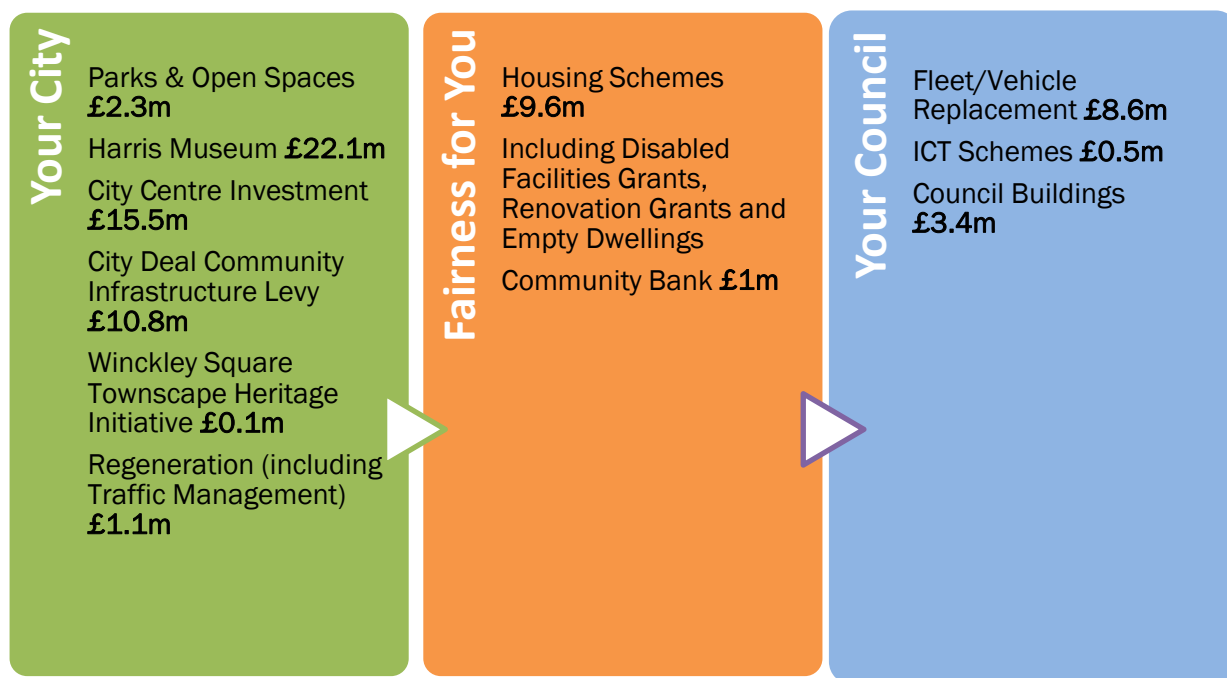 Your City
Parks & Open Spaces
£2.3m
Harris Museum £22.1m
City Centre Investment
£15.5m
City Deal Community
Infrastructure Levy
£10.8m
Winckley Square
Townscape Heritage
Initiative £0.1m
Regeneration (including
Traffic Management)
£1.1m
Fairness for You
Housing Schemes
£9.6m
Including Disabled
Facilities Grants,
Renovation Grants and
Empty Dwellings
Community Bank £1m
Your Council
Fleet/Vehicle
Replacement £8.6m
ICT Schemes £0.5m
Council Buildings
£3.4m